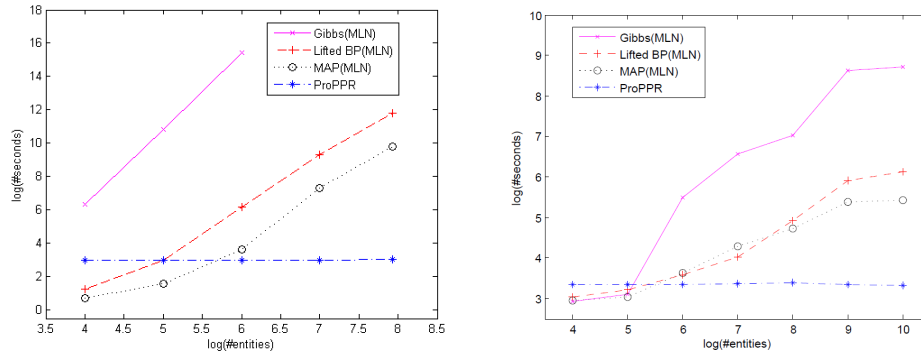 18
16
14
12
10
8
6
4
2
0
3.5 4 4.5 5 5.5 6 6.5 7 7.5 8 8.5
log(#seconds)
log(#entities)
Gibbs(MLN)
Lifted BP(MLN)
MAP(MLN)
ProPPR
10
9
8
7
6
5
4
3
4 5 6 7 8 9 10
log(#seconds)
log(#entities)
Gibbs(MLN)
Lifted BP(MLN)
MAP(MLN)
ProPPR